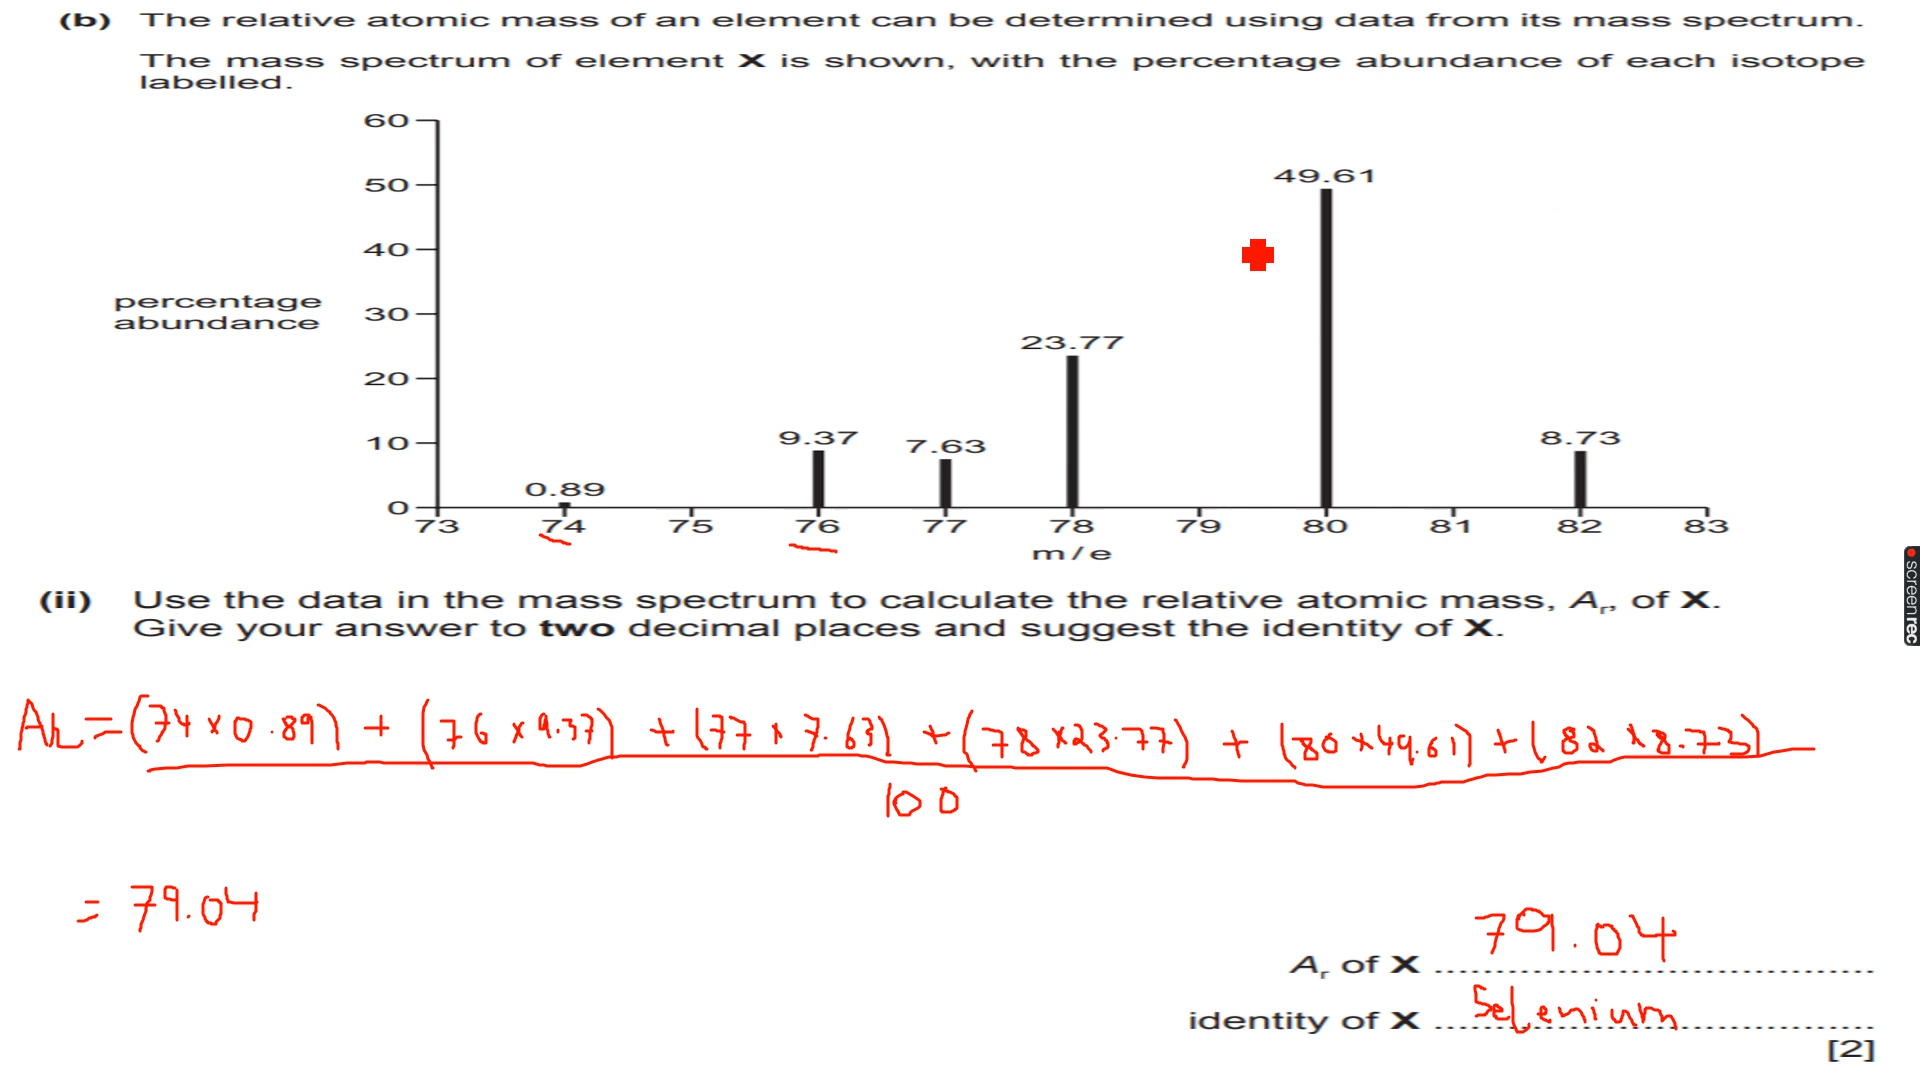 (b) The relative atomic mass of an element can be determined using data from its mass spectrum.
The mass spectrum of element X is shown, with the percentage abundance of each isotope
labelled.
60
50
40
30
20
10
0
percentage
abundance
0.89
9.37
7.63
23.77
49.61
8.73
73 74 75 76 77 78 79 80 81 82 83
m / e
(ii) Use the data in the mass spectrum to calculate the relative atomic mass, Ar, of X.
Give your answer to two decimal places and suggest the identity of X.
Ar = (74 × 0.89) + (76 × 9.37) + (77 × 7.63) + (78 × 23.77) + (80 × 49.61) + (82 × 8.73)
100
= 79.04
79.04
Ar of X ................................
Selenium
identity of X ................................
[2]
screenrec